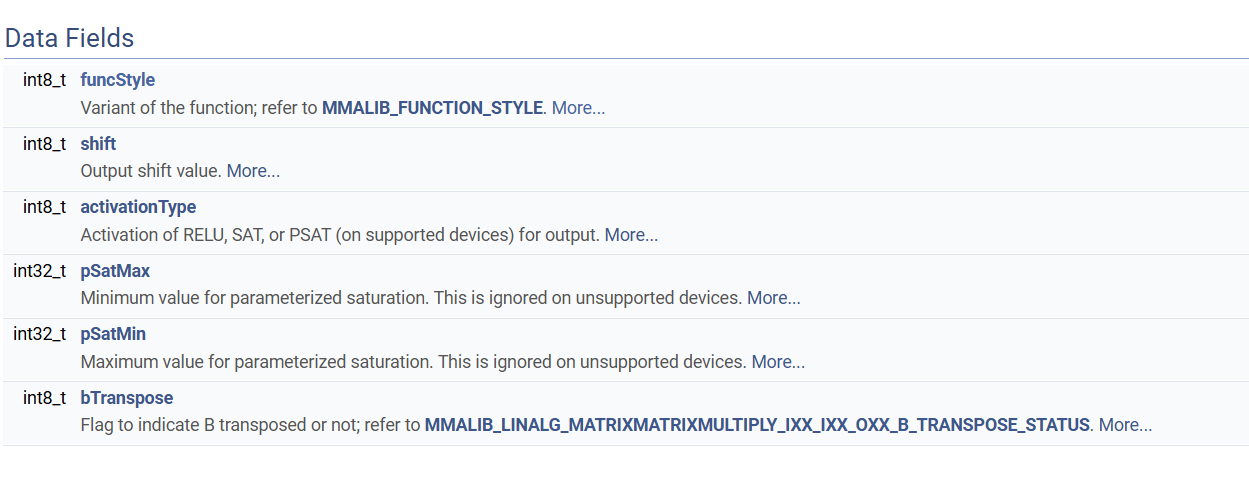 Data Fields
int8_t funcStyle
Variant of the function; refer to MMALIB_FUNCTION_STYLE. More...
int8_t shift
Output shift value. More...
int8_t activationType
Activation of RELU, SAT, or PSAT (on supported devices) for output. More...
int32_t pSatMax
Minimum value for parameterized saturation. This is ignored on unsupported devices. More...
int32_t pSatMin
Maximum value for parameterized saturation. This is ignored on unsupported devices. More...
int8_t bTranspose
Flag to indicate B transposed or not; refer to MMALIB_LINALG_MATRIXMATRIXMULTIPLY_IXX_IXX_OXX_B_TRANSPOSE_STATUS. More...